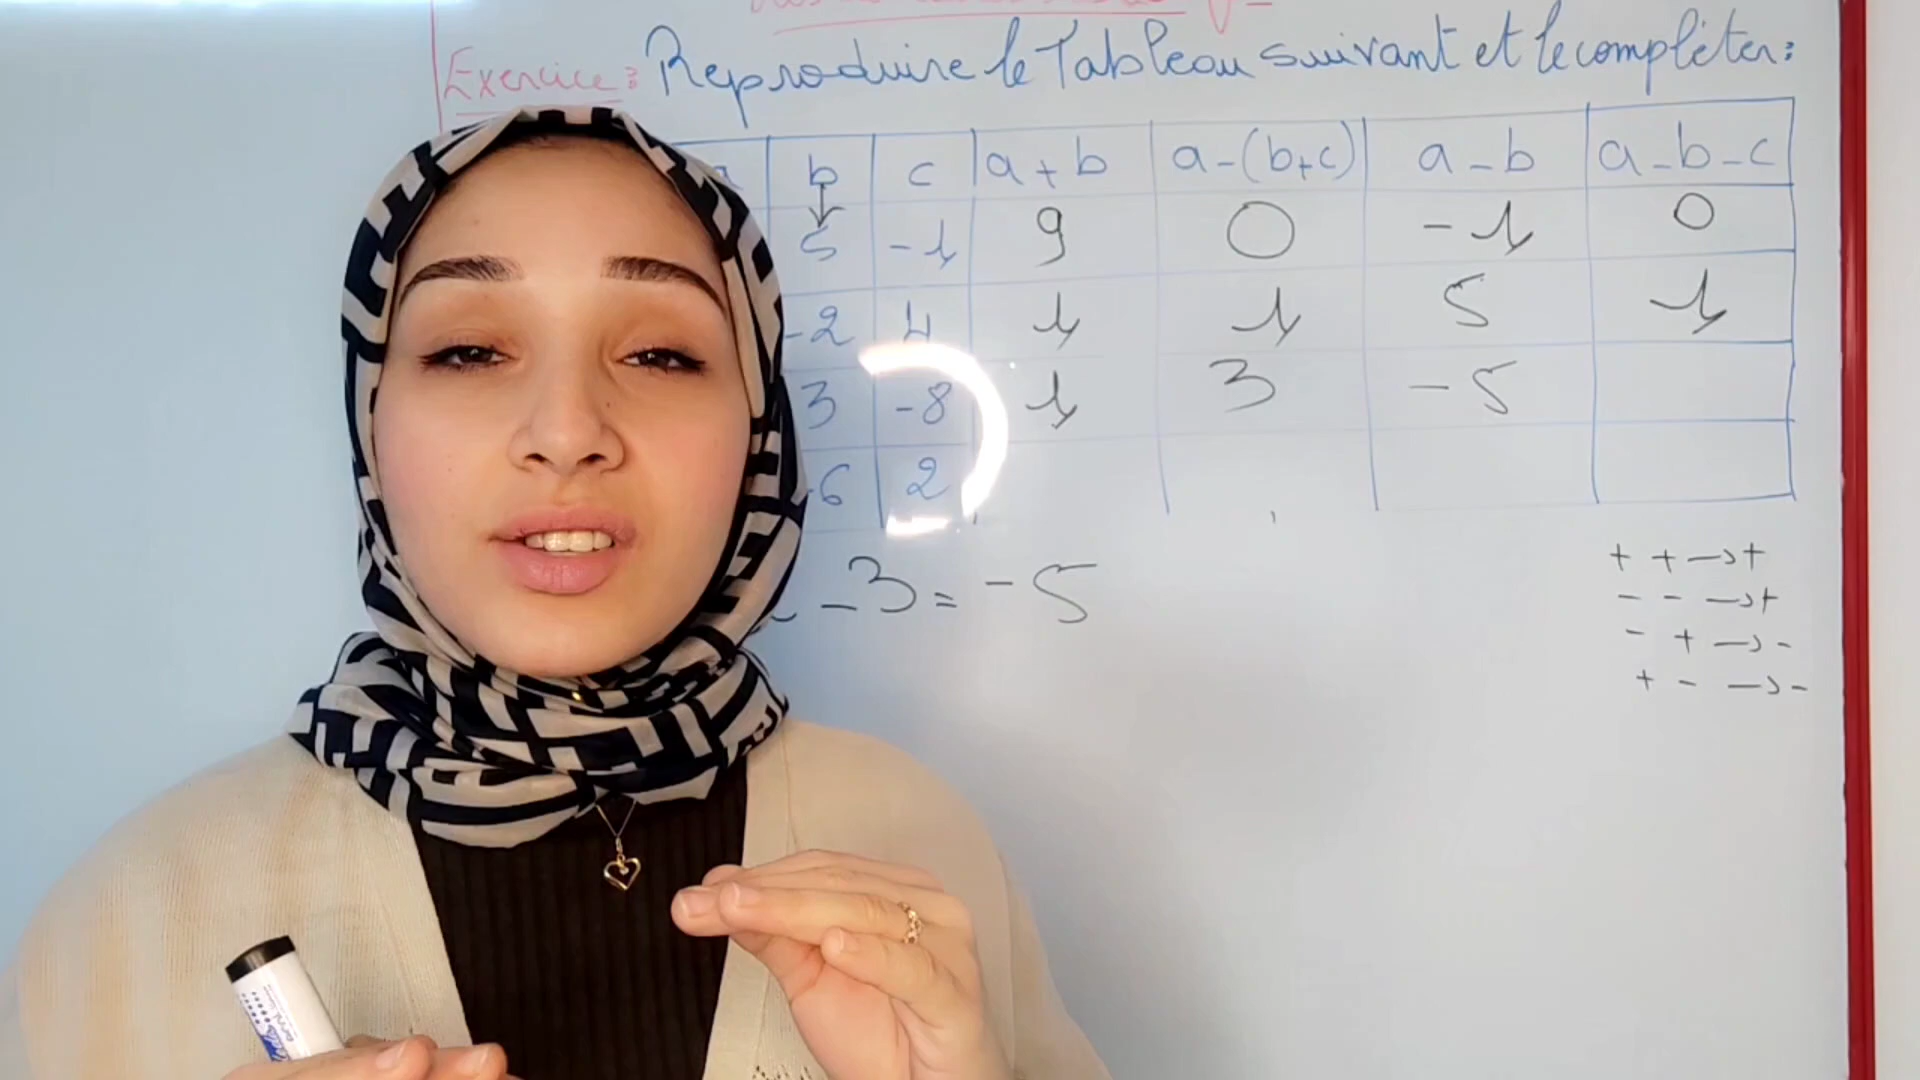 Exercice : Reproduire le Tableau suivant et le compléter :
a b c a + b a - (b+c) a - b a - b - c
5 -1 9 0 -1 0
-2 4 1 1 5 1
3 -8 1 3 -5
-6 2
- 3 = -5
+ + → +
- - → +
- + → -
+ - → -